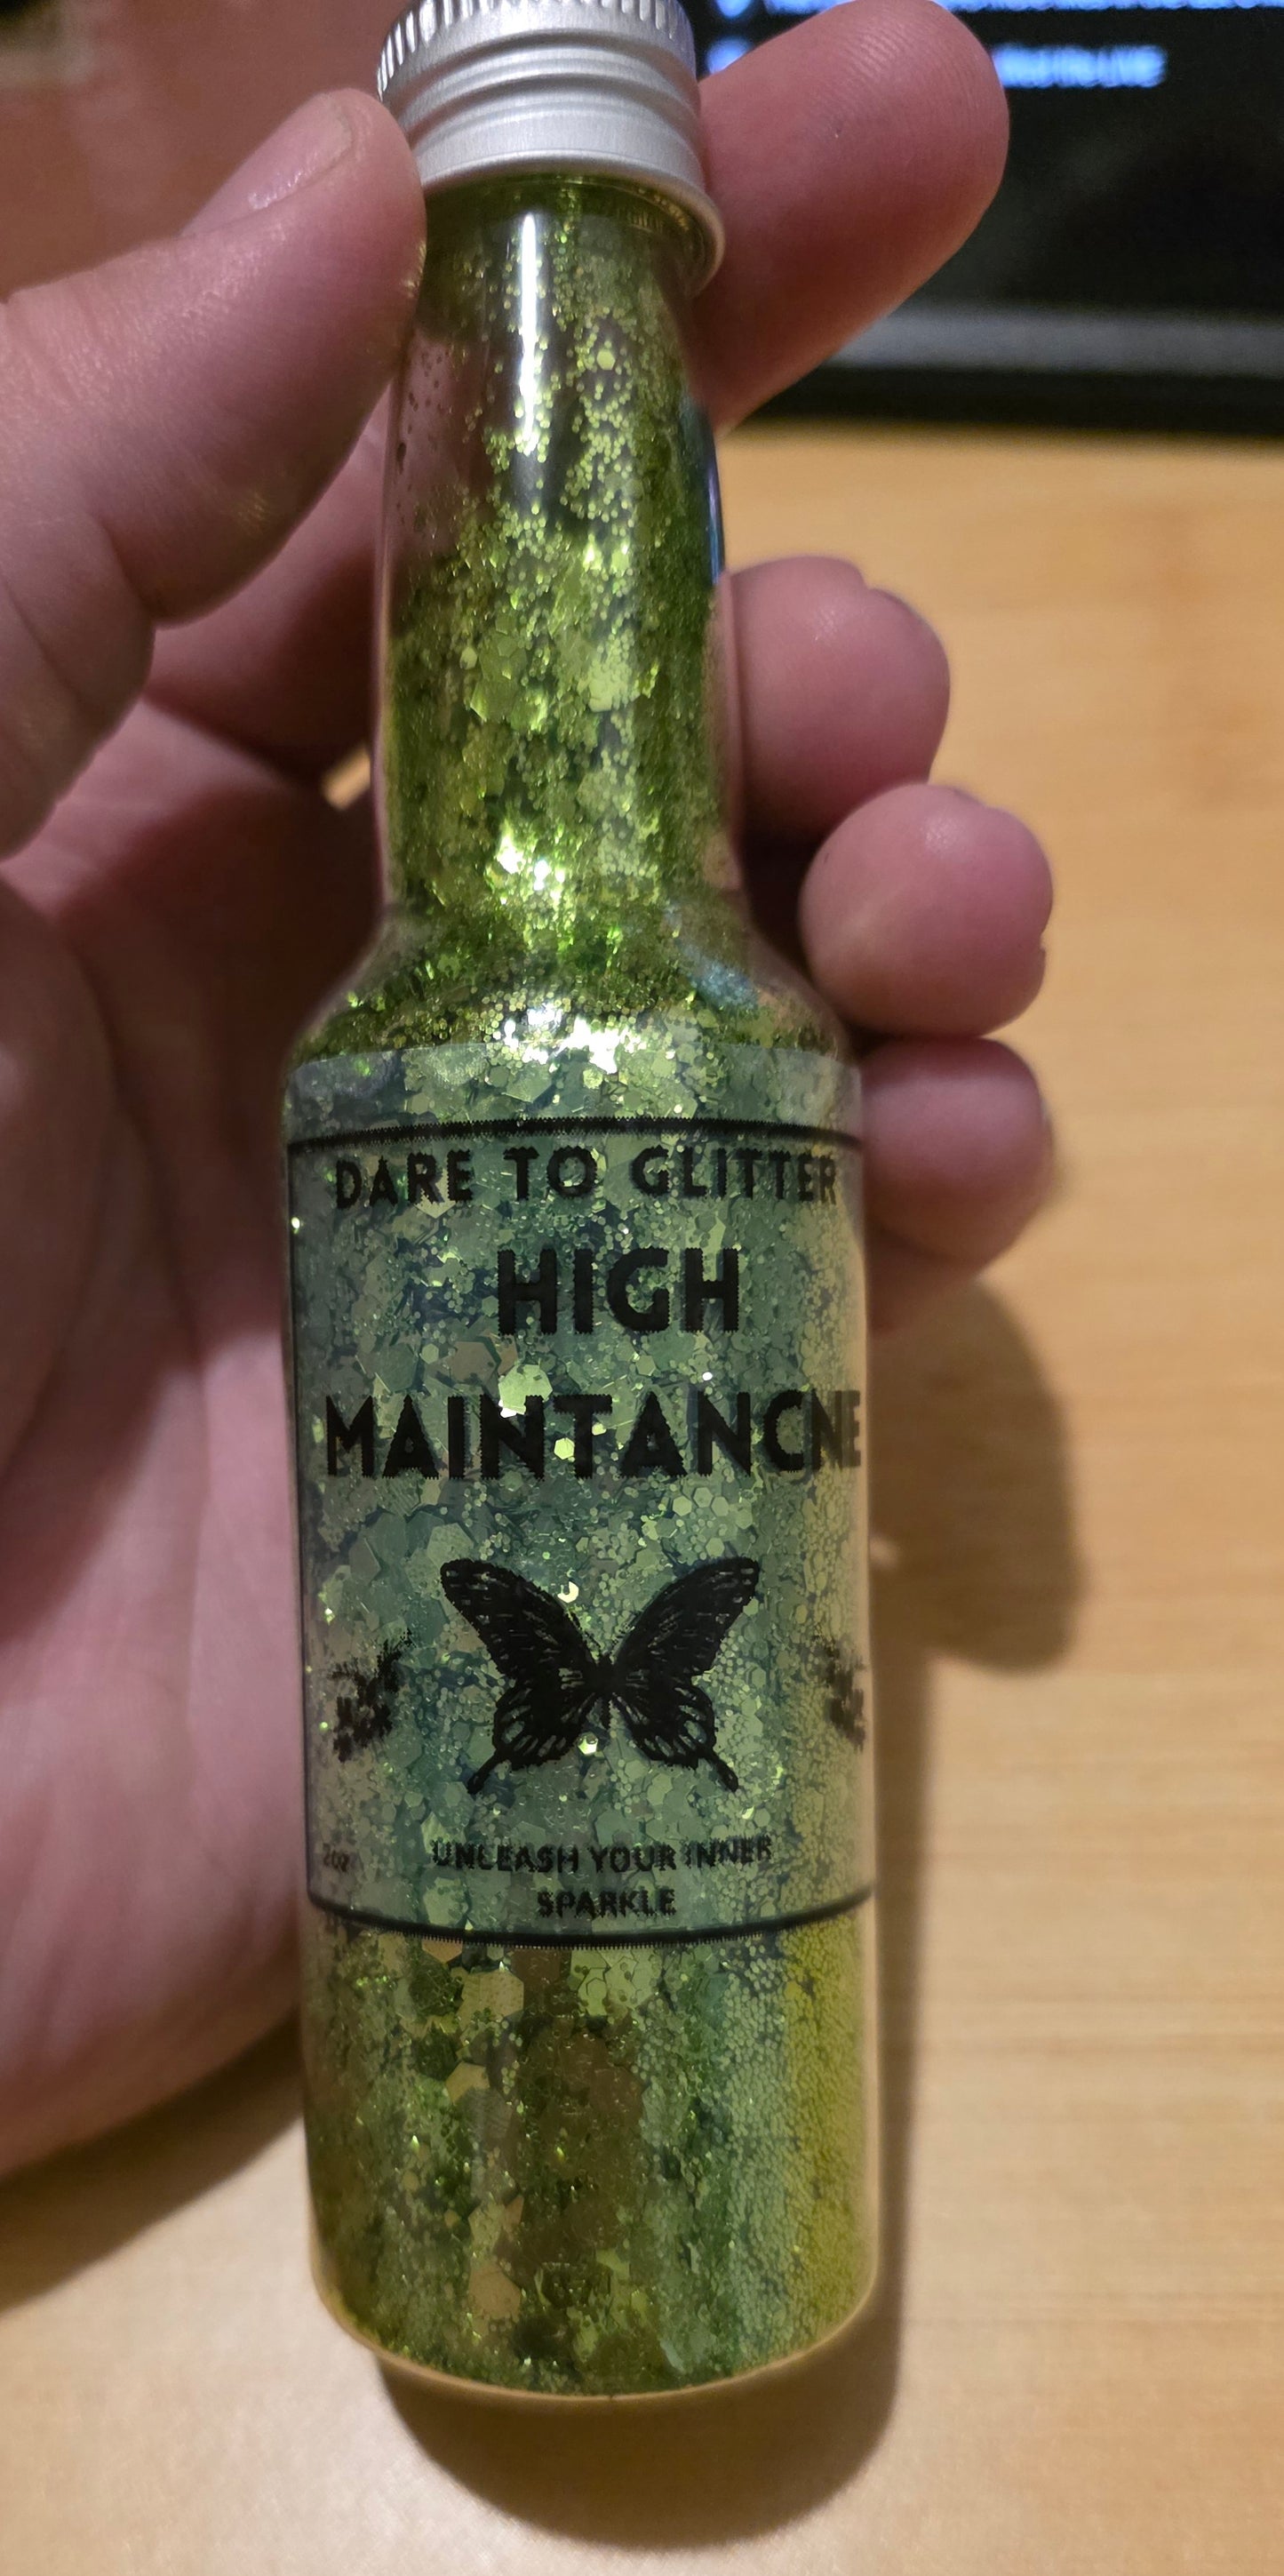 DARE TO GLITTER
HIGH
MAINTANCNE
2oz
UNLEASH YOUR INNER
SPARKLE